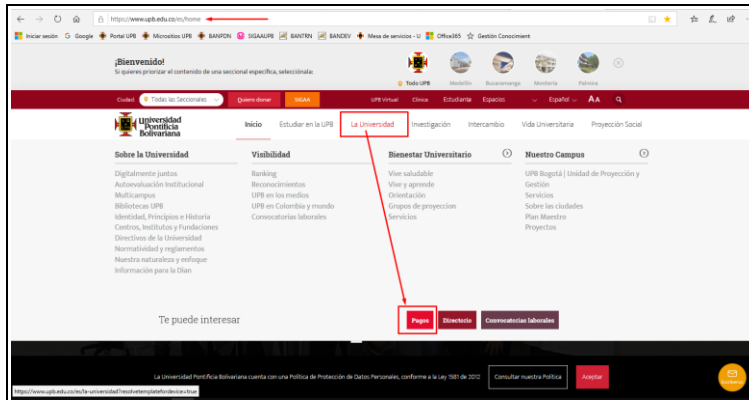 https://www.upb.edu.co/es/home
Iniciar sesión Google Portal UPB Micrositios UPB BANPDN SIGAAUPB BANTRN BANDEV Mesa de servicios - U Office365 Gestión Conocimient
¡Bienvenido!
Si quieres priorizar el contenido de una seccional específica, selecciónala:
Todo UPB Medellín Bucaramanga Montería Palmira
Ciudad Todas las Seccionales Quiero donar SIGAA UPB Virtual Clínica Estudiante Espacios Español AA
Universidad
Pontificia
Bolivariana
Inicio Estudiar en la UPB La Universidad Investigación Intercambio Vida Universitaria Proyección Social
Sobre la Universidad
Digitalmente juntos
Autoevaluación Institucional
Multicampus
Bibliotecas UPB
Identidad, Principios e Historia
Centros, Institutos y Fundaciones
Directivos de la Universidad
Normatividad y reglamentos
Nuestra naturaleza y enfoque
Información para la Dian
Visibilidad
Ranking
Reconocimientos
UPB en los medios
UPB en Colombia y mundo
Convocatorias laborales
Bienestar Universitario
Vive saludable
Vive y aprende
Orientación
Grupos de proyeccion
Servicios
Nuestro Campus
UPB Bogotá | Unidad de Proyección y
Gestión
Servicios
Sobre las ciudades
Plan Maestro
Proyectos
Te puede interesar
Pagos Directorio Convocatorias laborales
La Universidad Pontificia Bolivariana cuenta con una Política de Protección de Datos Personales, conforme a la Ley 1581 de 2012 Consultar nuestra Política Aceptar
https://www.upb.edu.co/es/la-universidad?resolvetemplatefordevice=true